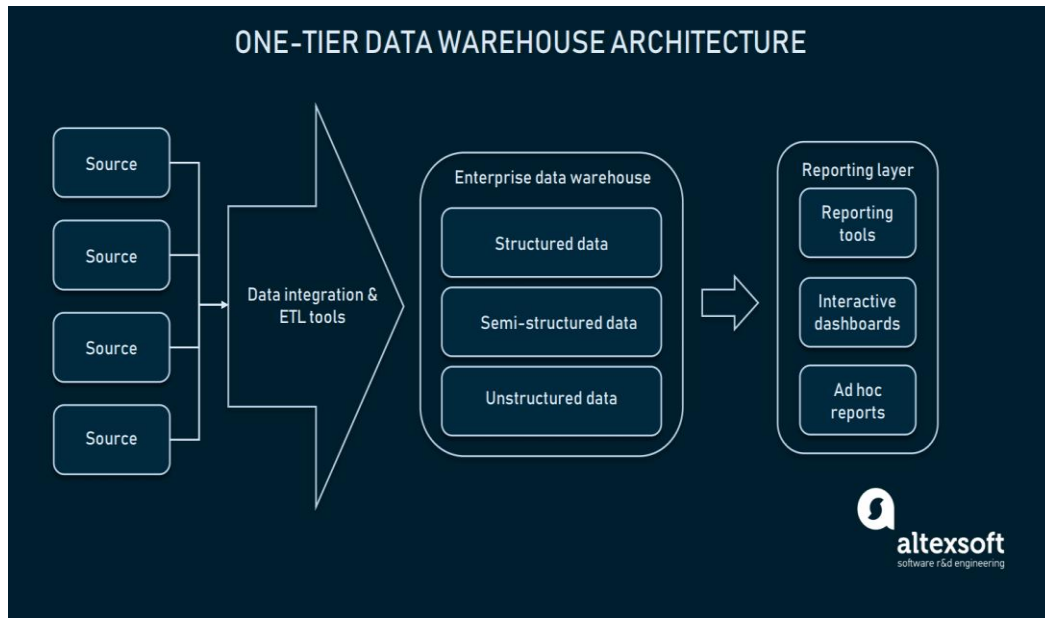 ONE-TIER DATA WAREHOUSE ARCHITECTURE
Source
Source
Source
Source
Data integration &
ETL tools
Enterprise data warehouse
Structured data
Semi-structured data
Unstructured data
Reporting layer
Reporting
tools
Interactive
dashboards
Ad hoc
reports
altexsoft
software r&d engineering